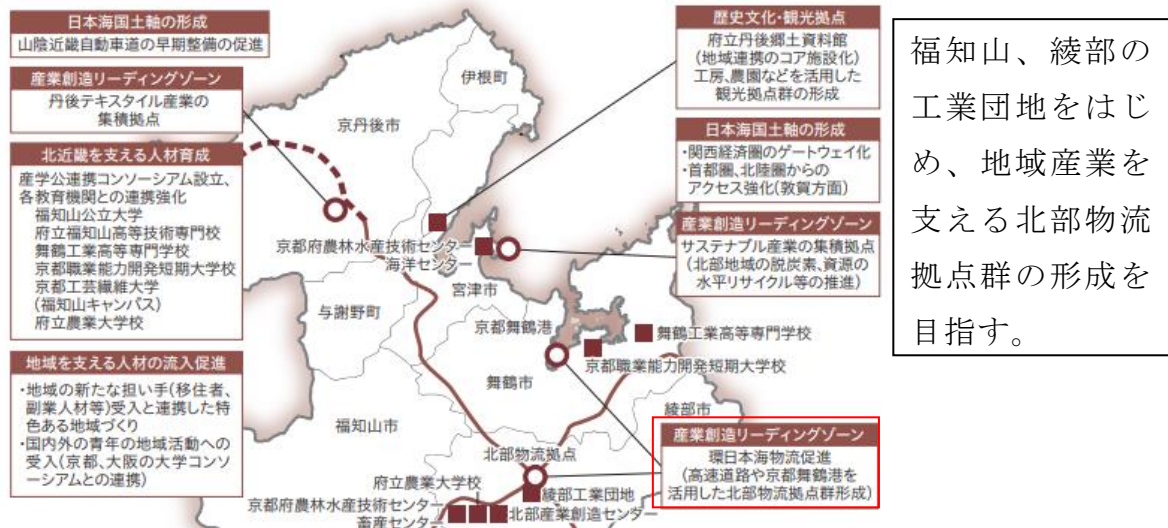 日本海国土軸の形成
山陰近畿自動車道の早期整備の促進
産業創造リーディングゾーン
丹後テキスタイル産業の
集積拠点
北近畿を支える人材育成
産学公連携コンソーシアム設立、
各教育機関との連携強化
福知山公立大学
府立福知山高等技術専門校
舞鶴工業高等専門学校
京都職業能力開発短期大学校
京都工芸繊維大学
(福知山キャンパス)
府立農業大学校
地域を支える人材の流入促進
・地域の新たな担い手(移住者、
副業人材等)受入と連携した特
色ある地域づくり
・国内外の青年の地域活動への
受入(京都、大阪の大学コンソ
ーシアムとの連携)
伊根町
京丹後市
京都府農林水産技術センター
海洋センター
宮津市
与謝野町
京都舞鶴港
舞鶴工業高等専門学校
京都職業能力開発短期大学校
舞鶴市
綾部市
福知山市
北部物流拠点
府立農業大学校
綾部工業団地
京都府農林水産技術センター
畜産センター
北部産業創造センター
歴史文化・観光拠点
府立丹後郷土資料館
(地域連携のコア施設化)
工房、農園などを活用した
観光拠点群の形成
日本海国土軸の形成
・関西経済圏のゲートウェイ化
・首都圏、北陸圏からの
アクセス強化(敦賀方面)
産業創造リーディングゾーン
サステナブル産業の集積拠点
(北部地域の脱炭素、資源の
水平リサイクル等の推進)
産業創造リーディングゾーン
環日本海物流促進
(高速道路や京都舞鶴港を
活用した北部物流拠点群形成)
福知山、綾部の
工業団地をはじ
め、地域産業を
支える北部物流
拠点群の形成を
目指す。